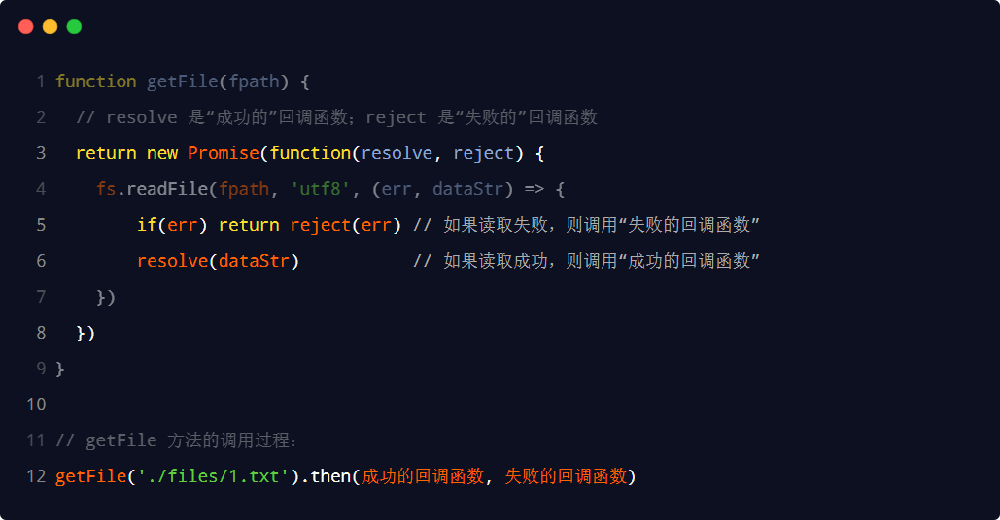 1 function getFile(fpath) {
2   // resolve 是“成功的”回调函数；reject 是“失败的”回调函数
3   return new Promise(function(resolve, reject) {
4     fs.readFile(fpath, 'utf8', (err, dataStr) => {
5         if(err) return reject(err) // 如果读取失败，则调用“失败的回调函数”
6         resolve(dataStr)           // 如果读取成功，则调用“成功的回调函数”
7     })
8   })
9 }
10
11 // getFile 方法的调用过程：
12 getFile('./files/1.txt').then(成功的回调函数, 失败的回调函数)